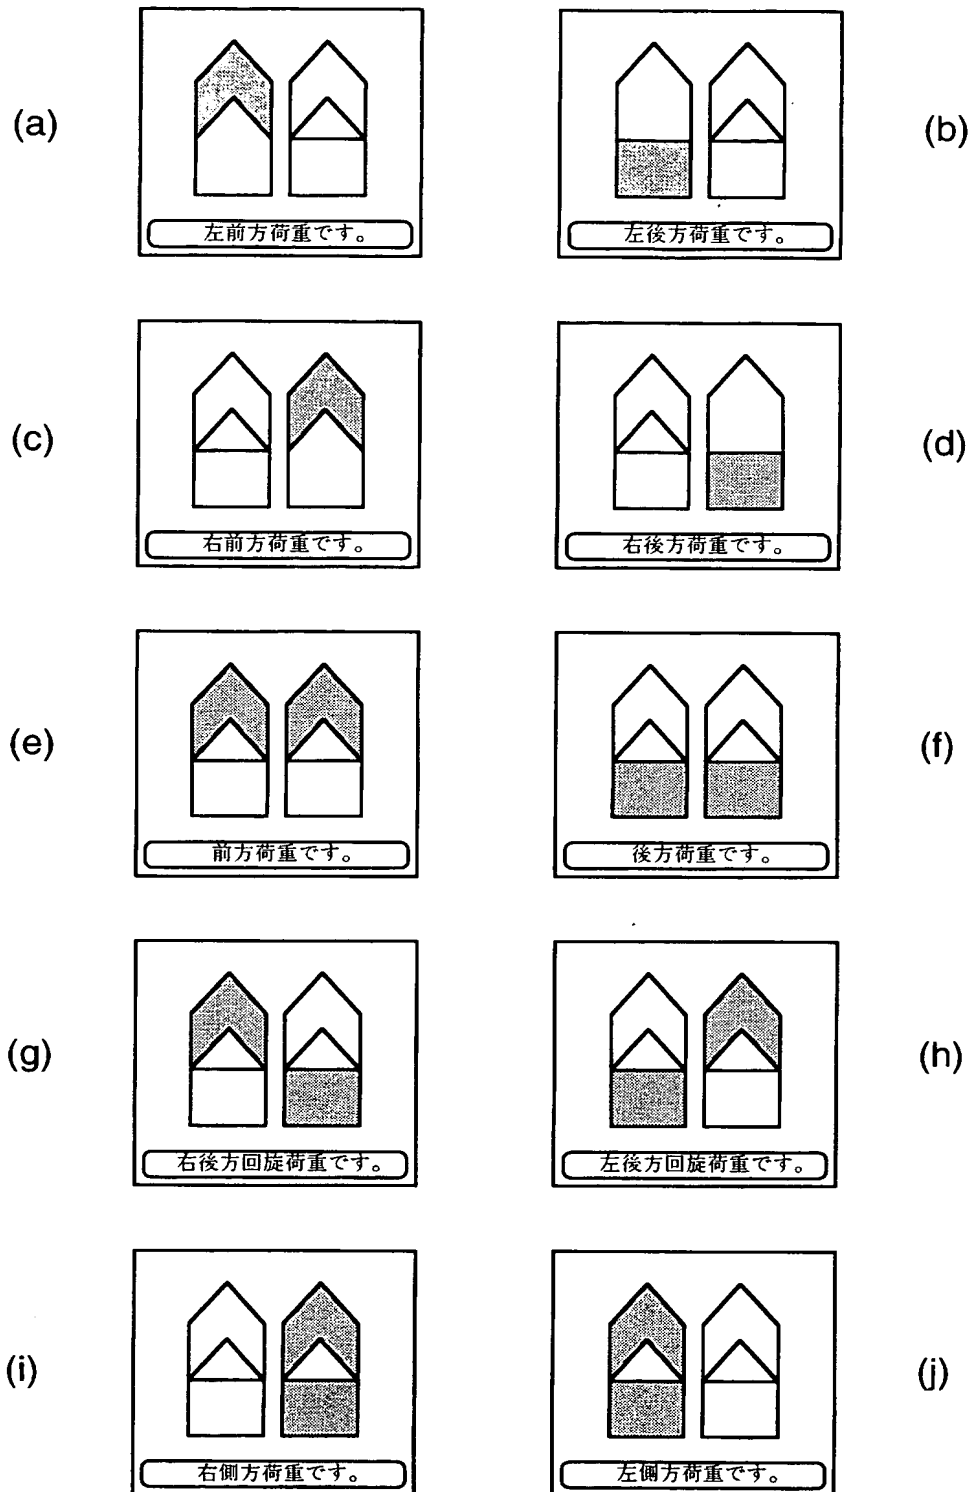 (a)
左前方荷重です。
(b)
左後方荷重です。
(c)
右前方荷重です。
(d)
右後方荷重です。
(e)
前方荷重です。
(f)
後方荷重です。
(g)
右後方回旋荷重です。
(h)
左後方回旋荷重です。
(i)
右側方荷重です。
(j)
左側方荷重です。